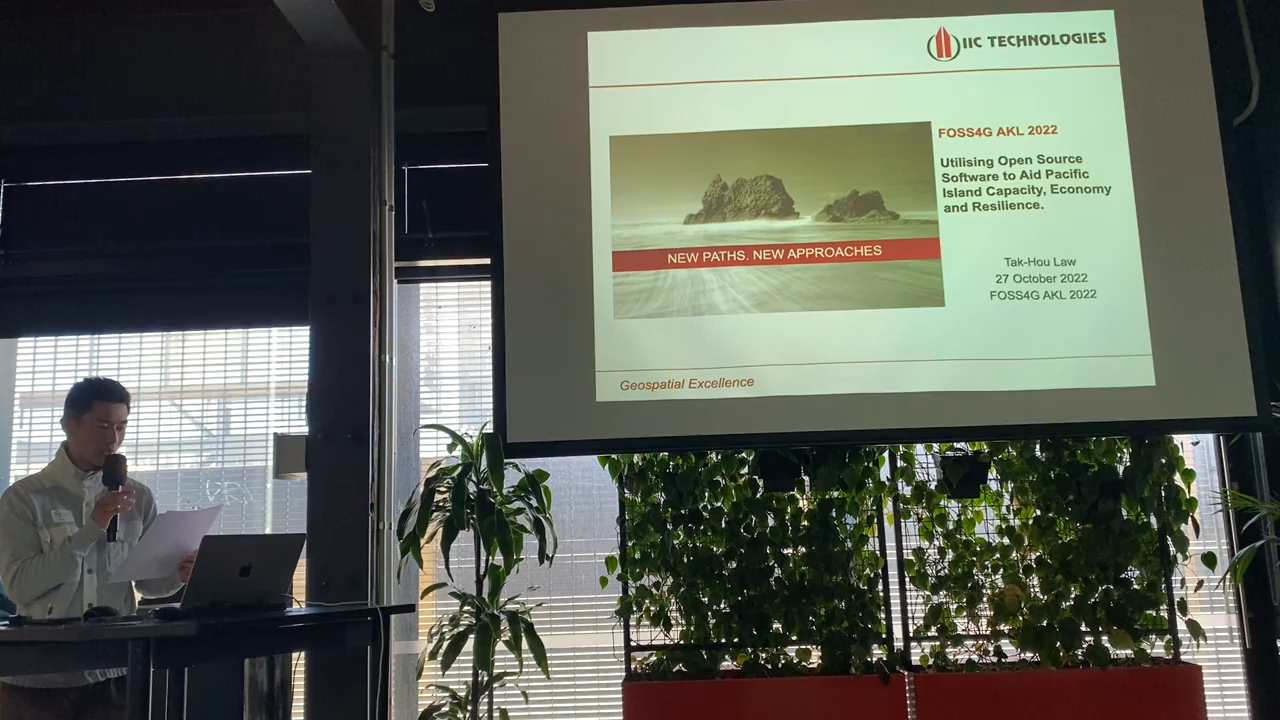 IIC TECHNOLOGIES
FOSS4G AKL 2022
Utilising Open Source
Software to Aid Pacific
Island Capacity, Economy
and Resilience.
NEW PATHS. NEW APPROACHES
Tak-Hou Law
27 October 2022
FOSS4G AKL 2022
Geospatial Excellence